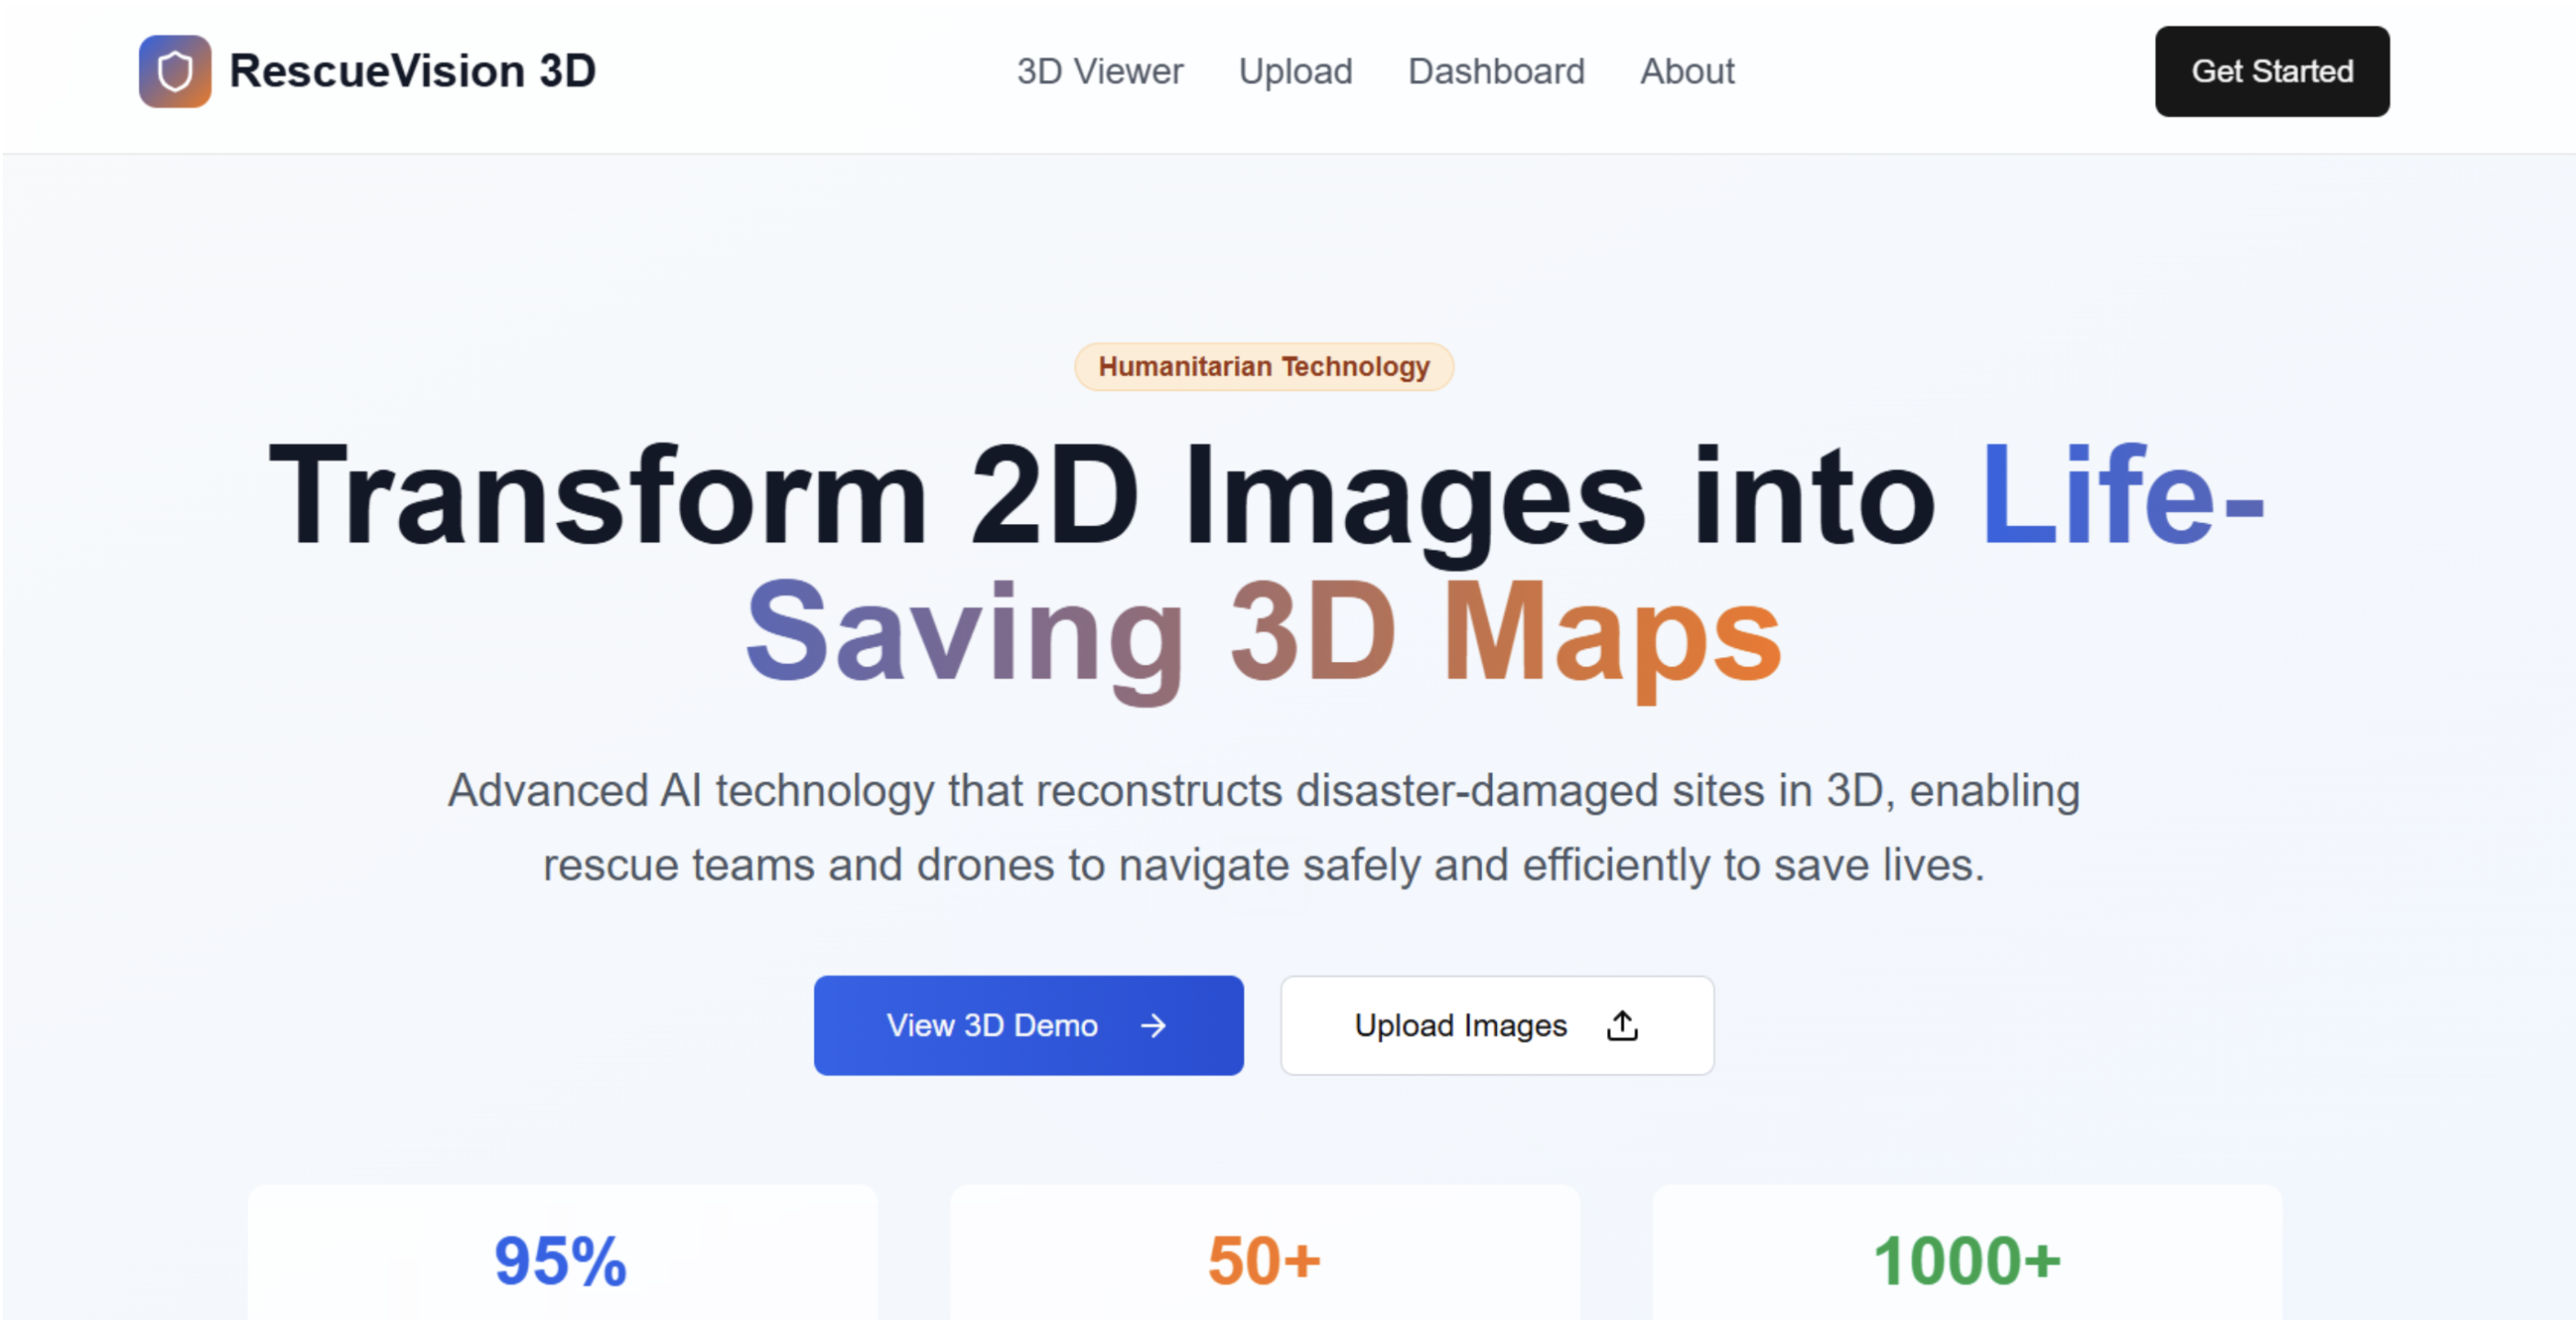 RescueVision 3D
3D Viewer
Upload
Dashboard
About
Get Started
Humanitarian Technology
Transform 2D Images into Life-
Saving 3D Maps
Advanced AI technology that reconstructs disaster-damaged sites in 3D, enabling
rescue teams and drones to navigate safely and efficiently to save lives.
View 3D Demo
Upload Images
95%
50+
1000+